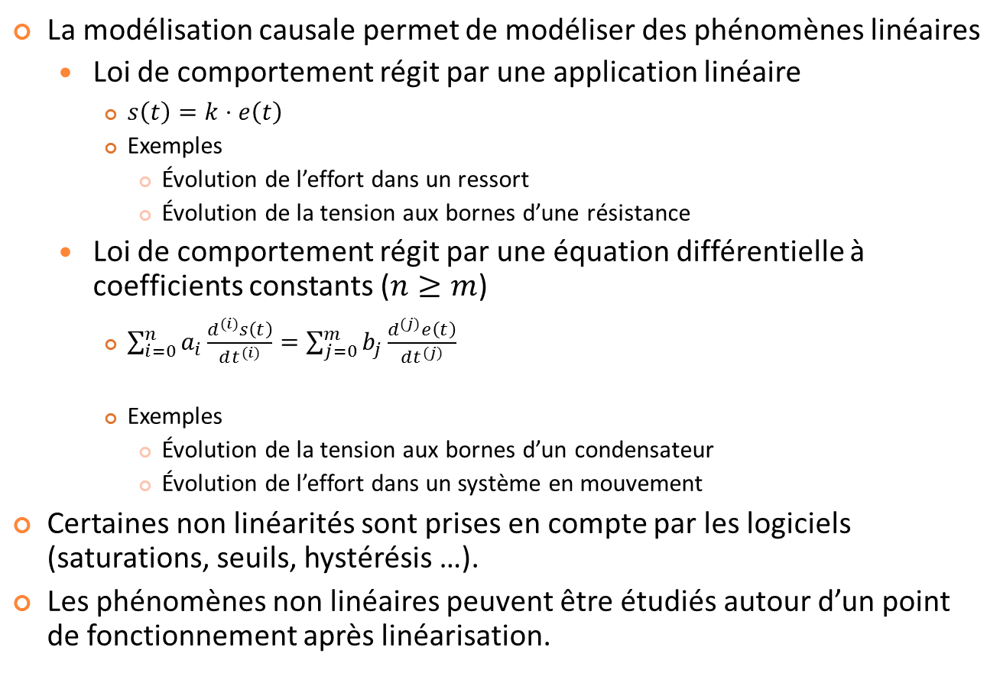 La modélisation causale permet de modéliser des phénomènes linéaires
Loi de comportement régit par une application linéaire
s(t) = k · e(t)
Exemples
Évolution de l’effort dans un ressort
Évolution de la tension aux bornes d’une résistance
Loi de comportement régit par une équation différentielle à
coefficients constants (n ≥ m)
∑_{i=0}^{n} a_i \frac{d^{(i)}s(t)}{dt^{(i)}} = ∑_{j=0}^{m} b_j \frac{d^{(j)}e(t)}{dt^{(j)}}
Exemples
Évolution de la tension aux bornes d’un condensateur
Évolution de l’effort dans un système en mouvement
Certaines non linéarités sont prises en compte par les logiciels
(saturations, seuils, hystérésis …).
Les phénomènes non linéaires peuvent être étudiés autour d’un point
de fonctionnement après linéarisation.